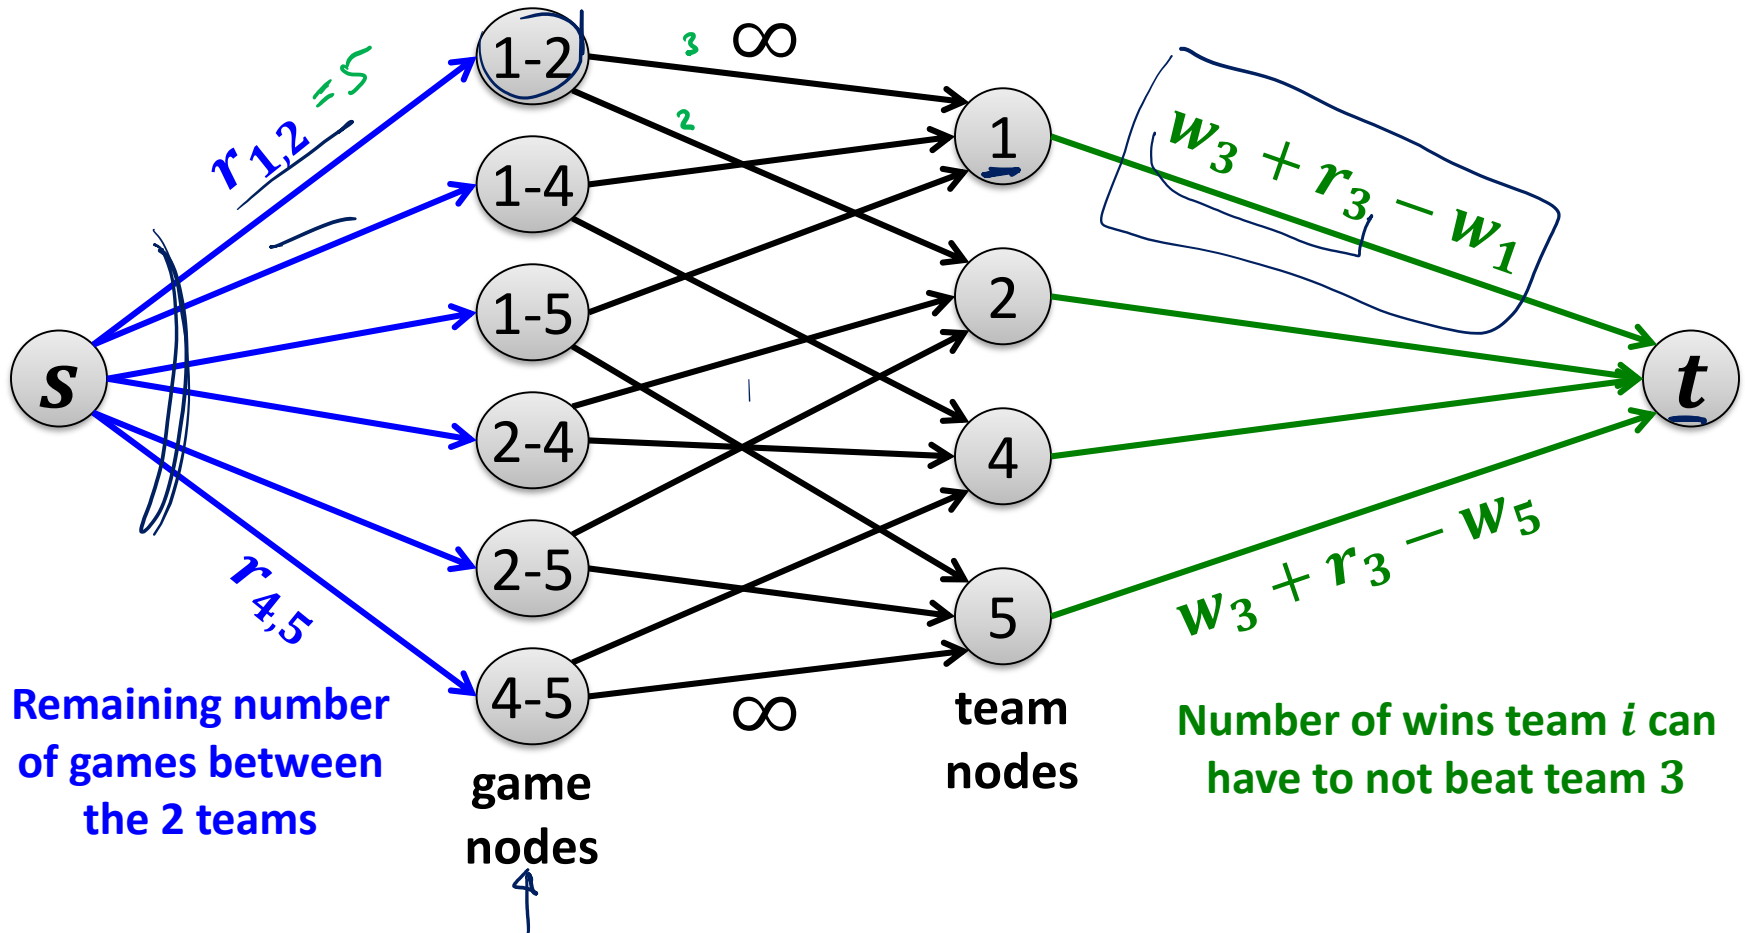 1-2
3
∞
= 5
r1,2
2
1
w3 + r3 − w1
1-4
1-5
2
s
t
2-4
4
w3 + r3 − w5
2-5
5
r4,5
4-5
∞
Remaining number
of games between
the 2 teams
game
nodes
team
nodes
Number of wins team i can
have to not beat team 3